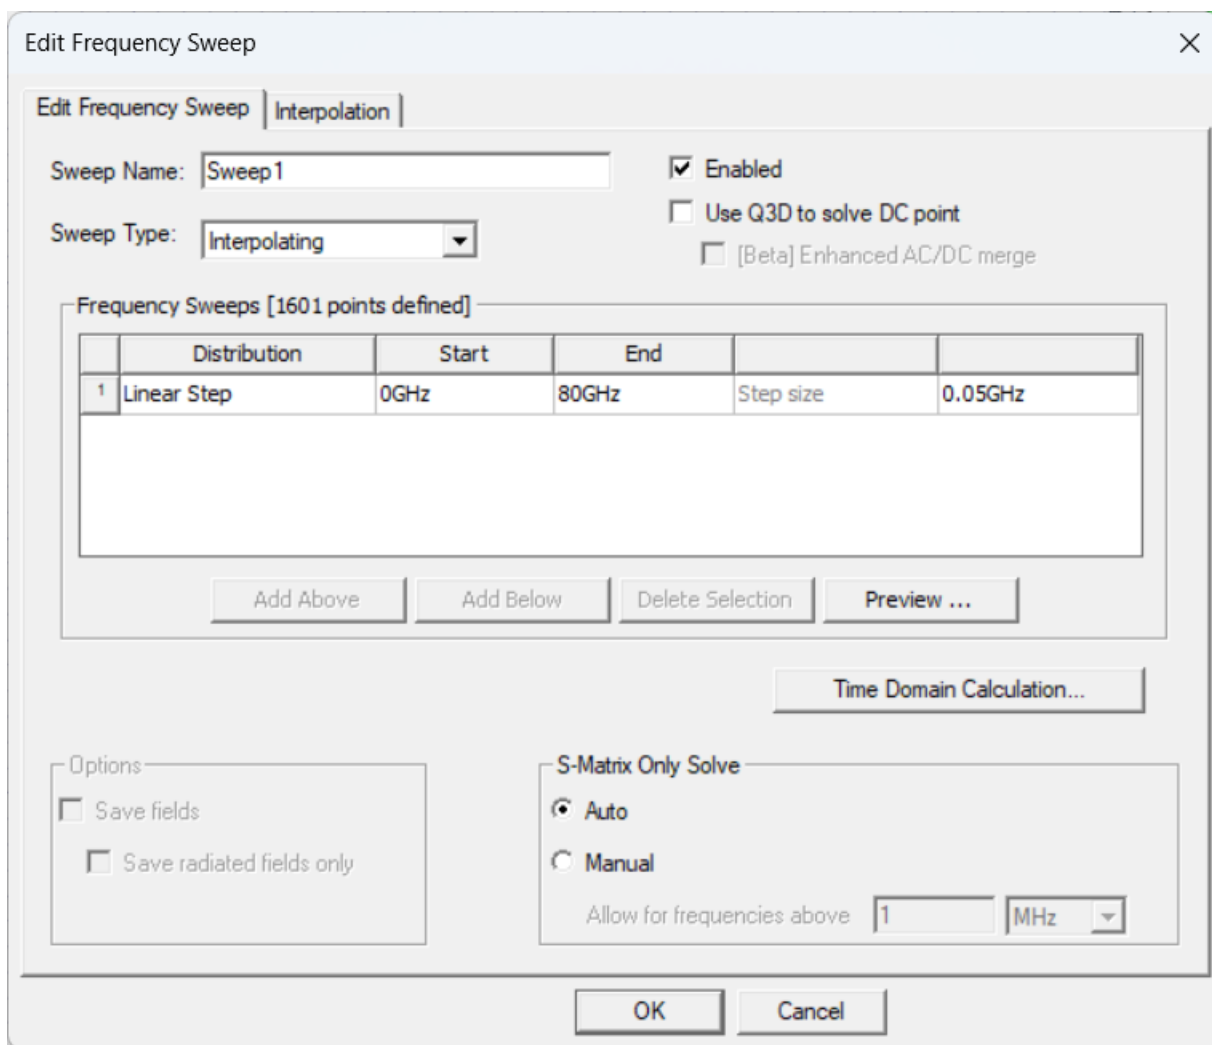 Edit Frequency Sweep
Edit Frequency Sweep Interpolation
Sweep Name: Sweep1
Enabled
Use Q3D to solve DC point
Sweep Type: Interpolating
[Beta] Enhanced AC/DC merge
Frequency Sweeps [1601 points defined]
Distribution Start End
1 Linear Step 0GHz 80GHz Step size 0.05GHz
Add Above Add Below Delete Selection Preview ...
Time Domain Calculation...
Options
Save fields
Save radiated fields only
S-Matrix Only Solve
Auto
Manual
Allow for frequencies above 1 MHz
OK Cancel